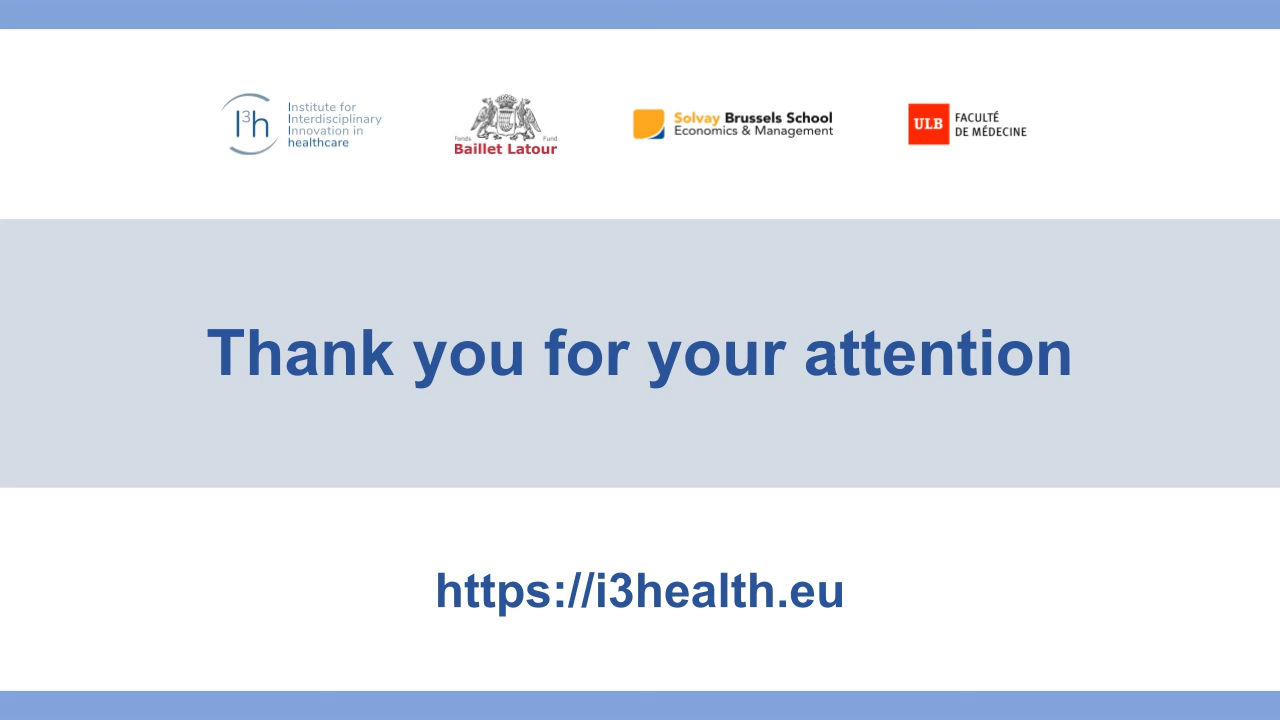 I³h
Institute for
Interdisciplinary
Innovation in
healthcare
Fonds Fund
Baillet Latour
Solvay Brussels School
Economics & Management
ULB
FACULTÉ
DE MÉDECINE
Thank you for your attention
https://i3health.eu